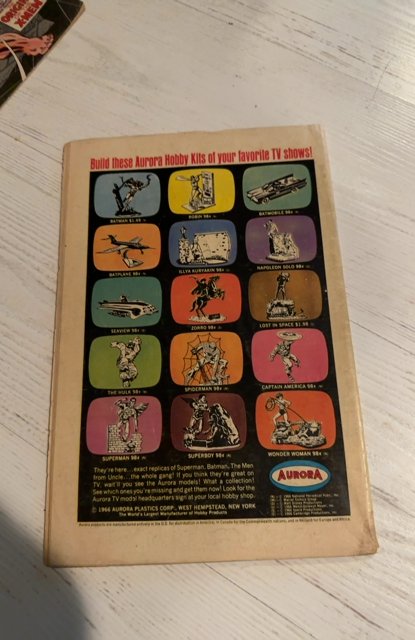 ORIGINAL
X-MEN
Build these Aurora Hobby Kits of your favorite TV shows!
BATMAN $1.49
ROBIN 98¢
BATMOBILE 98¢
BATPLANE 98¢
ILLYA KURYAKIN 98¢
NAPOLEON SOLO 98¢
SEAVIEW 98¢
ZORRO 98¢
LOST IN SPACE $1.98
THE HULK 98¢
SPIDERMAN 98¢
CAPTAIN AMERICA 98¢
SUPERMAN 98¢
SUPERBOY 98¢
WONDER WOMAN 98¢
They're here...exact replicas of Superman. Batman. The Men
from Uncle...the whole gang! If you think they're great on
TV, wait'll you see the Aurora models! What a collection!
See which ones you're missing and get them now! Look for the
Aurora TV model headquarters sign at your local hobby shop.
© 1966 AURORA PLASTICS CORP., WEST HEMPSTEAD, NEW YORK
The World's Largest Manufacturer of Hobby Products
AURORA